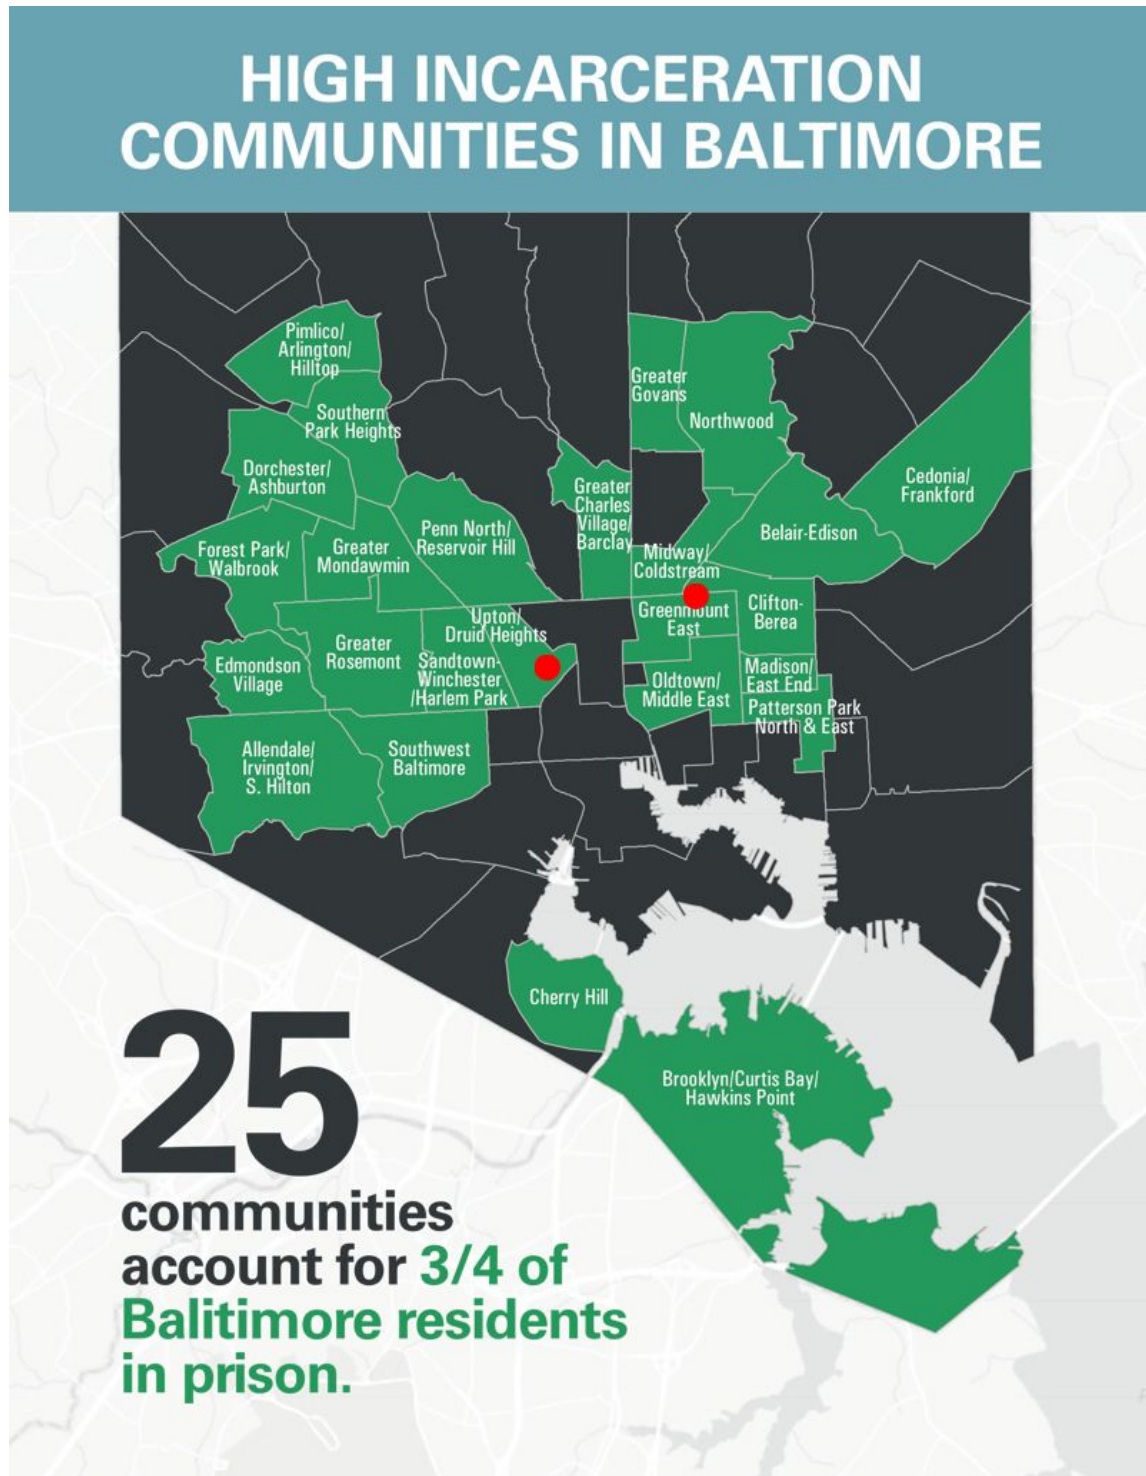 HIGH INCARCERATION
COMMUNITIES IN BALTIMORE
Pimlico/
Arlington/
Hilltop
Southern
Park Heights
Dorchester/
Ashburton
Greater
Govans
Northwood
Cedonia/
Frankford
Greater
Charles
Village/
Barclay
Penn North/
Reservoir Hill
Belair-Edison
Forest Park/
Walbrook
Greater
Mondawmin
Midway/
Coldstream
Greenmount
East
Clifton-
Berea
Upton/
Druid Heights
Greater
Rosemont
Sandtown-
Winchester
/Harlem Park
Edmondson
Village
Oldtown/
Middle East
Madison/
East End
Patterson Park
North & East
Allendale/
Irvington/
S. Hilton
Southwest
Baltimore
Cherry Hill
Brooklyn/Curtis Bay/
Hawkins Point
25
communities
account for 3/4 of
Balitimore residents
in prison.